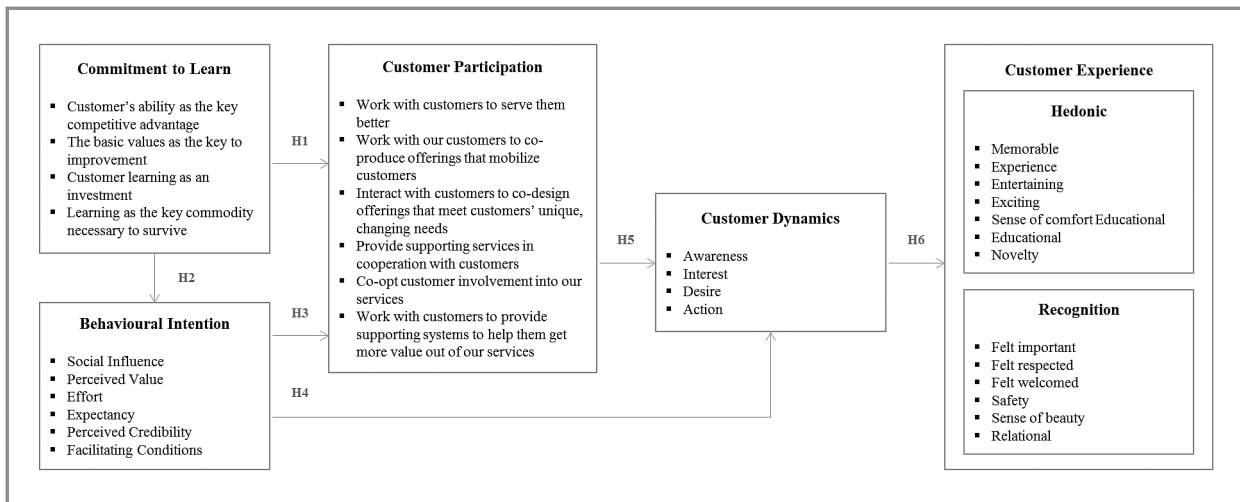 Commitment to Learn
▪ Customer's ability as the key
competitive advantage
▪ The basic values as the key to
improvement
▪ Customer learning as an
investment
▪ Learning as the key commodity
necessary to survive
H1
H2
Behavioural Intention
▪ Social Influence
▪ Perceived Value
▪ Effort
▪ Expectancy
▪ Perceived Credibility
▪ Facilitating Conditions
H3
H4
Customer Participation
▪ Work with customers to serve them
better
▪ Work with our customers to co-
produce offerings that mobilize
customers
▪ Interact with customers to co-design
offerings that meet customers' unique,
changing needs
▪ Provide supporting services in
cooperation with customers
▪ Co-opt customer involvement into our
services
▪ Work with customers to provide
supporting systems to help them get
more value out of our services
H5
Customer Dynamics
▪ Awareness
▪ Interest
▪ Desire
▪ Action
H6
Customer Experience
Hedonic
▪ Memorable
▪ Experience
▪ Entertaining
▪ Exciting
▪ Sense of comfort Educational
▪ Educational
▪ Novelty
Recognition
▪ Felt important
▪ Felt respected
▪ Felt welcomed
▪ Safety
▪ Sense of beauty
▪ Relational